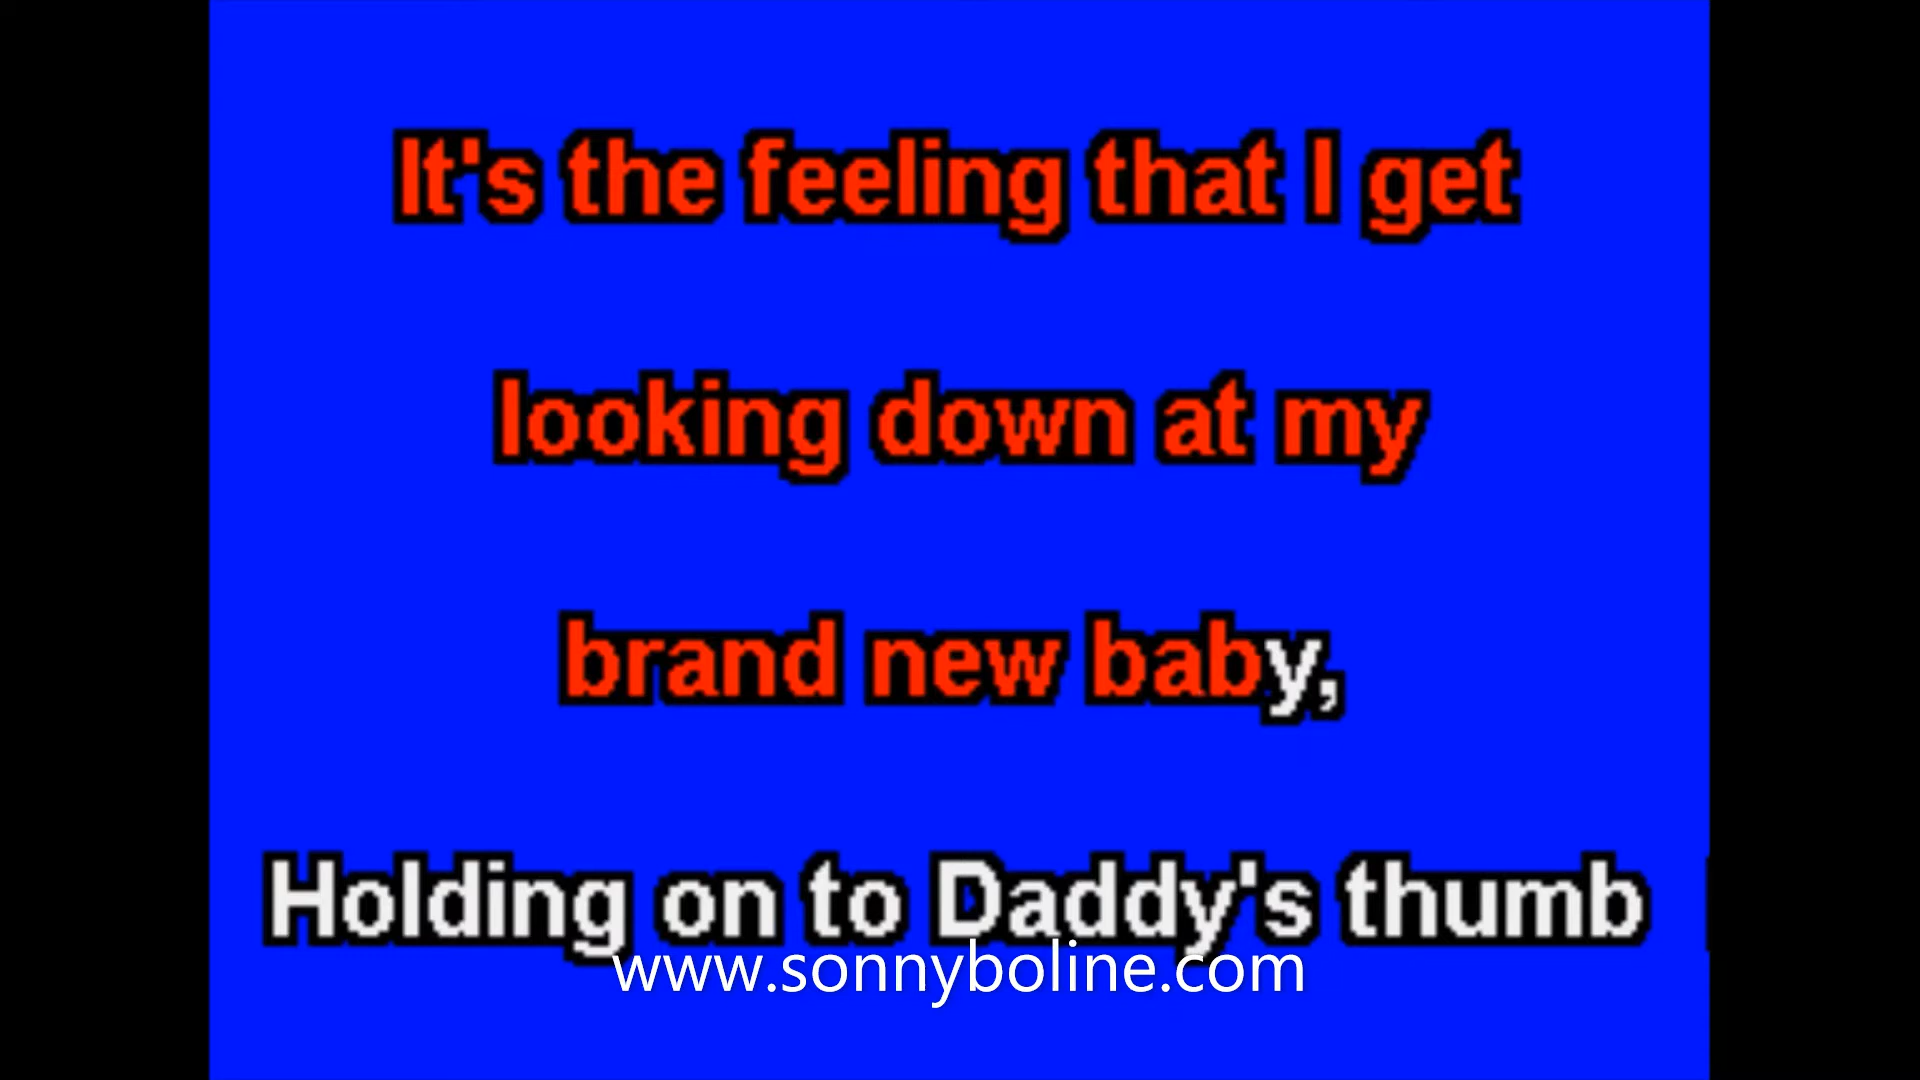 It's the feeling that I get
looking down at my
brand new baby,
Holding on to Daddy's thumb
www.sonnyboline.com